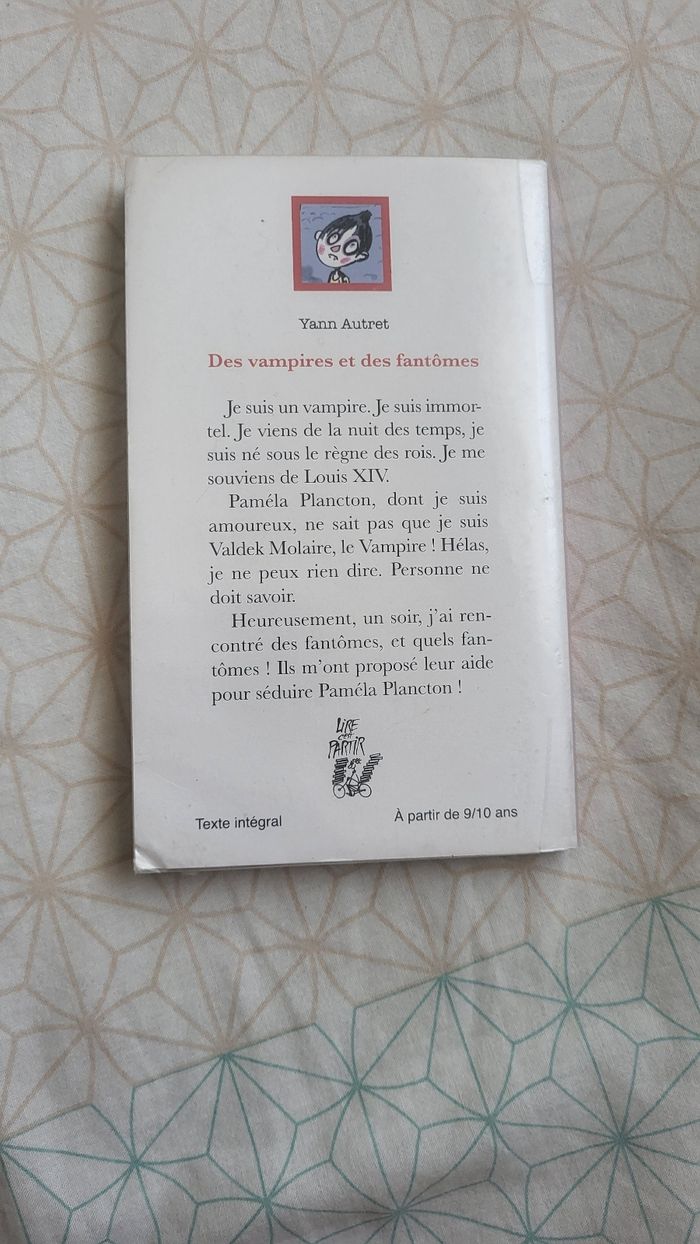 Yann Autret
Des vampires et des fantômes
Je suis un vampire. Je suis immor-
tel. Je viens de la nuit des temps, je
suis né sous le règne des rois. Je me
souviens de Louis XIV.
Paméla Plancton, dont je suis
amoureux, ne sait pas que je suis
Valdek Molaire, le Vampire ! Hélas,
je ne peux rien dire. Personne ne
doit savoir.
Heureusement, un soir, j'ai ren-
contré des fantômes, et quels fan-
tômes ! Ils m'ont proposé leur aide
pour séduire Paméla Plancton !
LIRE
C'EST
PARTIR
Texte intégral
À partir de 9/10 ans